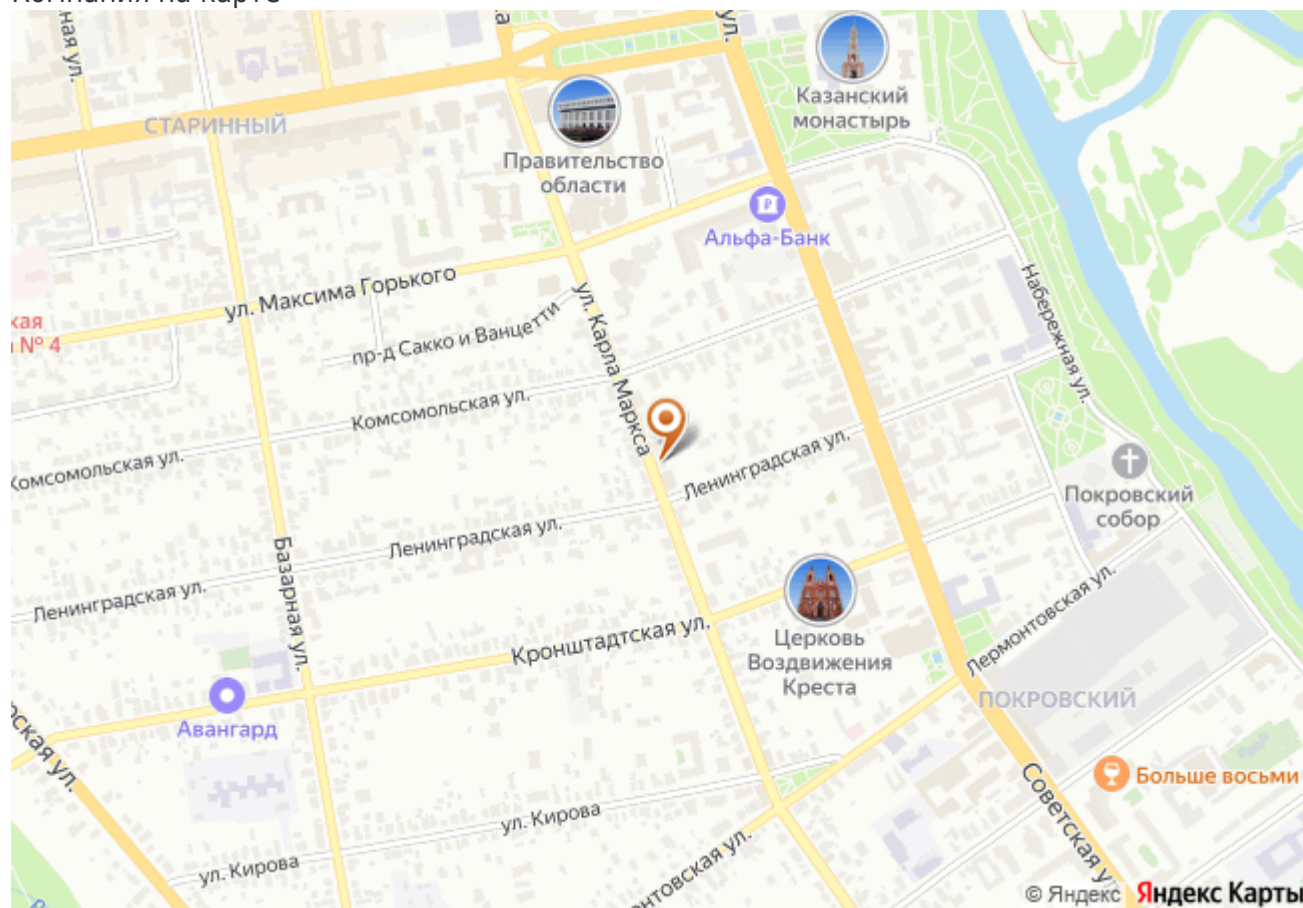 СТАРИННЫЙ
Правительство
области
Казанский
монастырь
Альфа-Банк
ул. Максима Горького
пр-д Сакко и Ванцетти
ул. Карла Маркса
Набережная ул.
№ 4
Комсомольская ул.
Комсомольская ул.
Ленинградская ул.
Ленинградская ул.
Ленинградская ул.
Покровский
собор
Базарная ул.
Кронштадтская ул.
Церковь
Воздвижения
Креста
Лермонтовская ул.
ПОКРОВСКИЙ
Авангард
Больше восьми
Советская у
ул. Кирова
ул. Кирова
© Яндекс Яндекс Карты